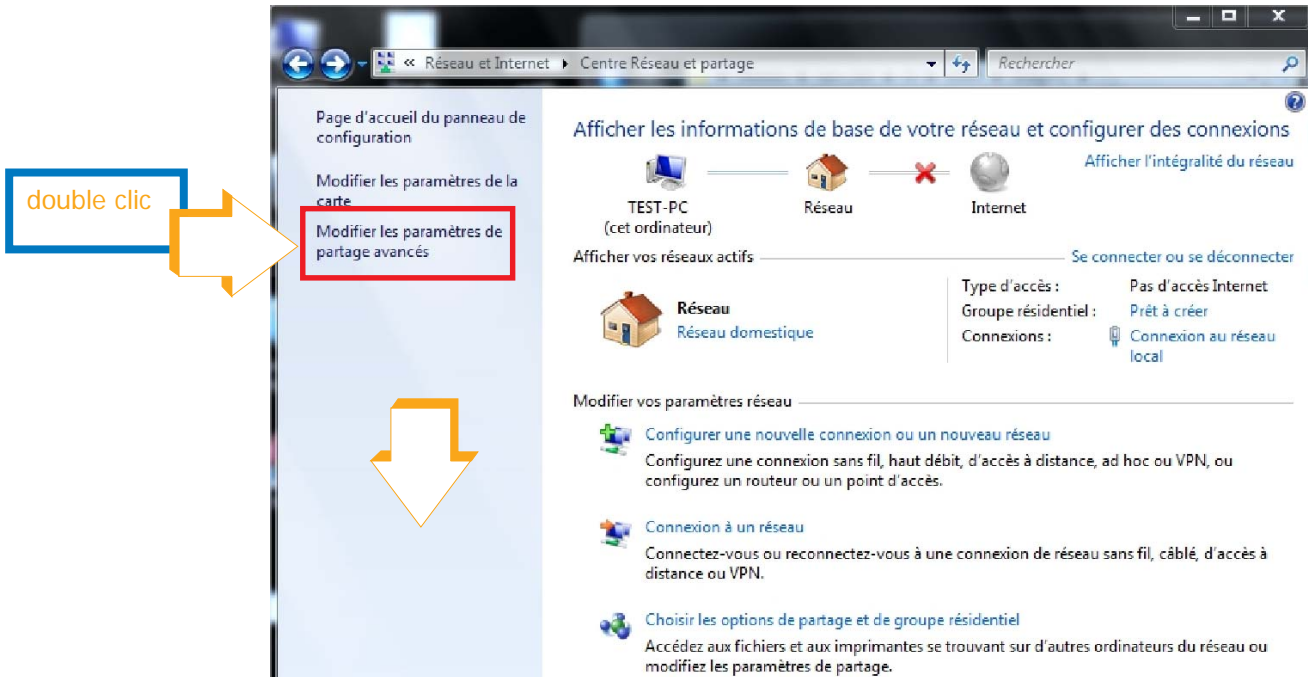 « Réseau et Internet ▸ Centre Réseau et partage
Rechercher
Page d'accueil du panneau de
configuration
Modifier les paramètres de la
carte
Modifier les paramètres de
partage avancés
double clic
Afficher les informations de base de votre réseau et configurer des connexions
Afficher l'intégralité du réseau
TEST-PC
(cet ordinateur)
Réseau
Internet
Afficher vos réseaux actifs
Se connecter ou se déconnecter
Réseau
Réseau domestique
Type d'accès : Pas d'accès Internet
Groupe résidentiel : Prêt à créer
Connexions : Connexion au réseau
local
Modifier vos paramètres réseau
Configurer une nouvelle connexion ou un nouveau réseau
Configurez une connexion sans fil, haut débit, d'accès à distance, ad hoc ou VPN, ou
configurez un routeur ou un point d'accès.
Connexion à un réseau
Connectez-vous ou reconnectez-vous à une connexion de réseau sans fil, câblé, d'accès à
distance ou VPN.
Choisir les options de partage et de groupe résidentiel
Accédez aux fichiers et aux imprimantes se trouvant sur d'autres ordinateurs du réseau ou
modifiez les paramètres de partage.